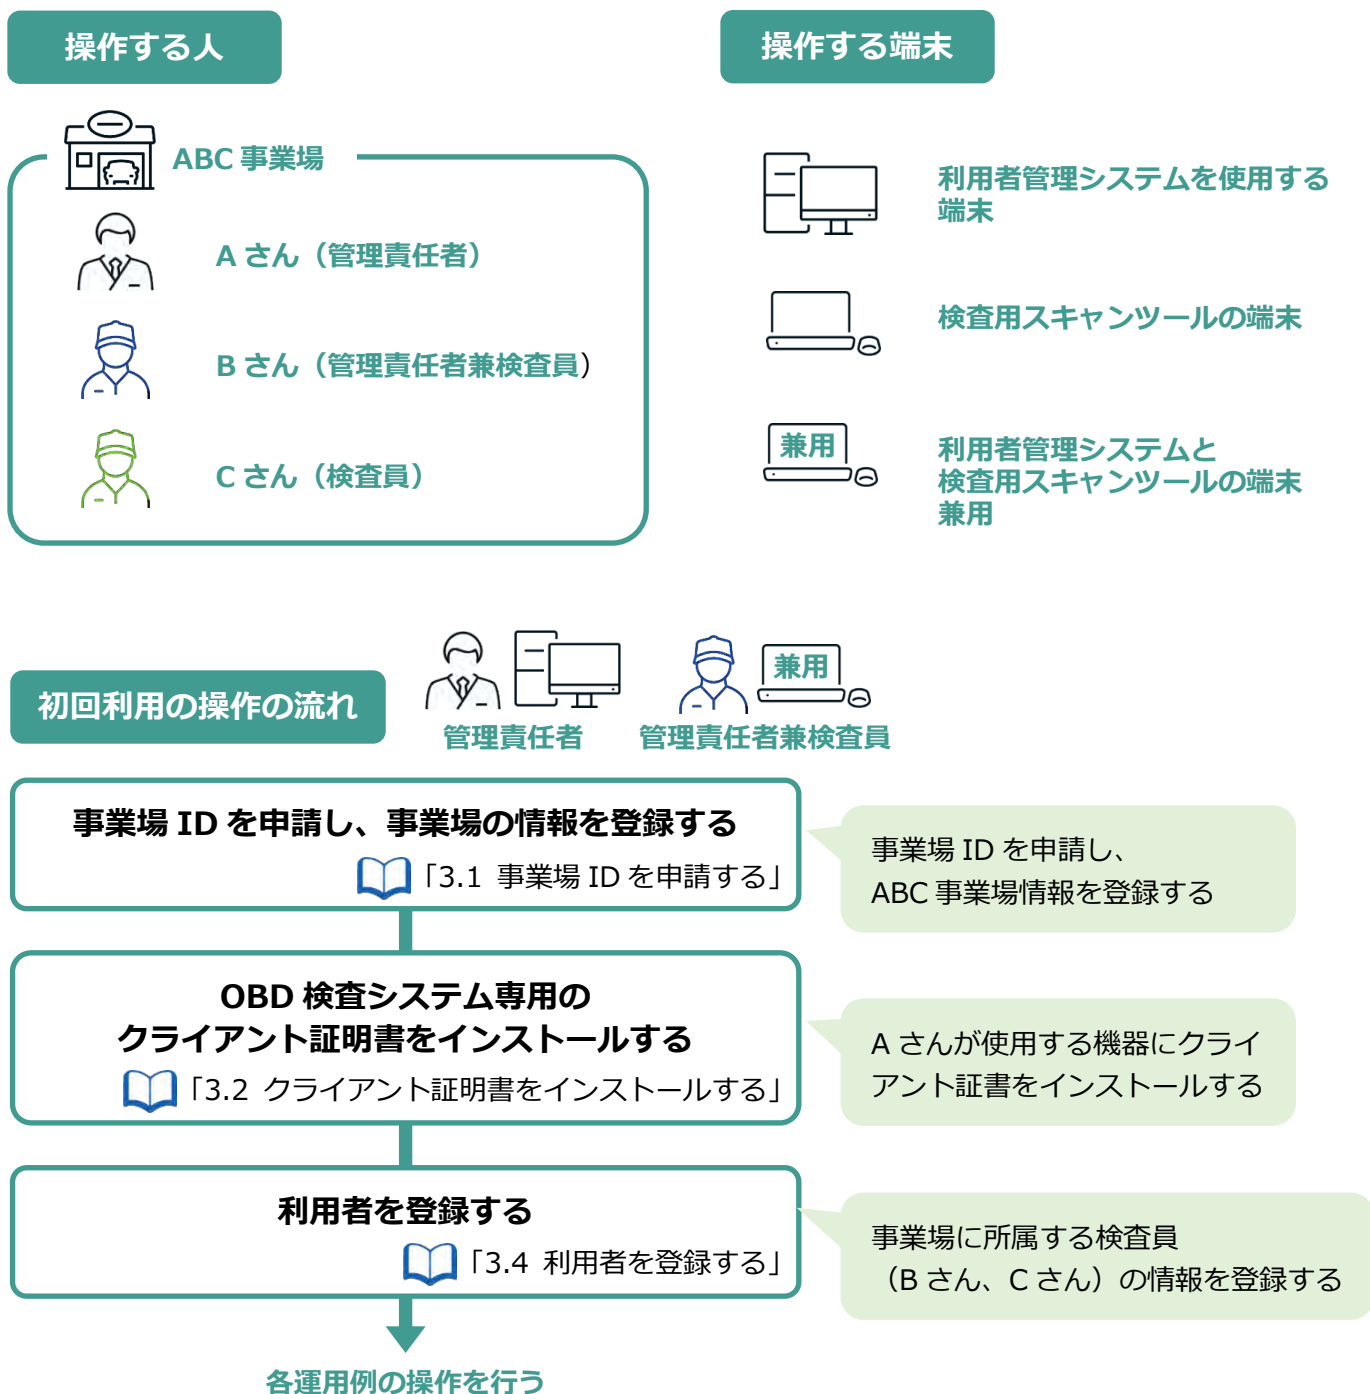 操作する人
操作する端末
ABC 事業場
A さん（管理責任者）
B さん（管理責任者兼検査員）
C さん（検査員）
利用者管理システムを使用する
端末
検査用スキャンツールの端末
兼用
利用者管理システムと
検査用スキャンツールの端末
兼用
初回利用の操作の流れ
管理責任者
兼用
管理責任者兼検査員
事業場 ID を申請し、事業場の情報を登録する
「3.1 事業場 ID を申請する」
事業場 ID を申請し、
ABC 事業場情報を登録する
OBD 検査システム専用の
クライアント証明書をインストールする
「3.2 クライアント証明書をインストールする」
A さんが使用する機器にクライ
アント証書をインストールする
利用者を登録する
「3.4 利用者を登録する」
事業場に所属する検査員
（B さん、C さん）の情報を登録する
各運用例の操作を行う